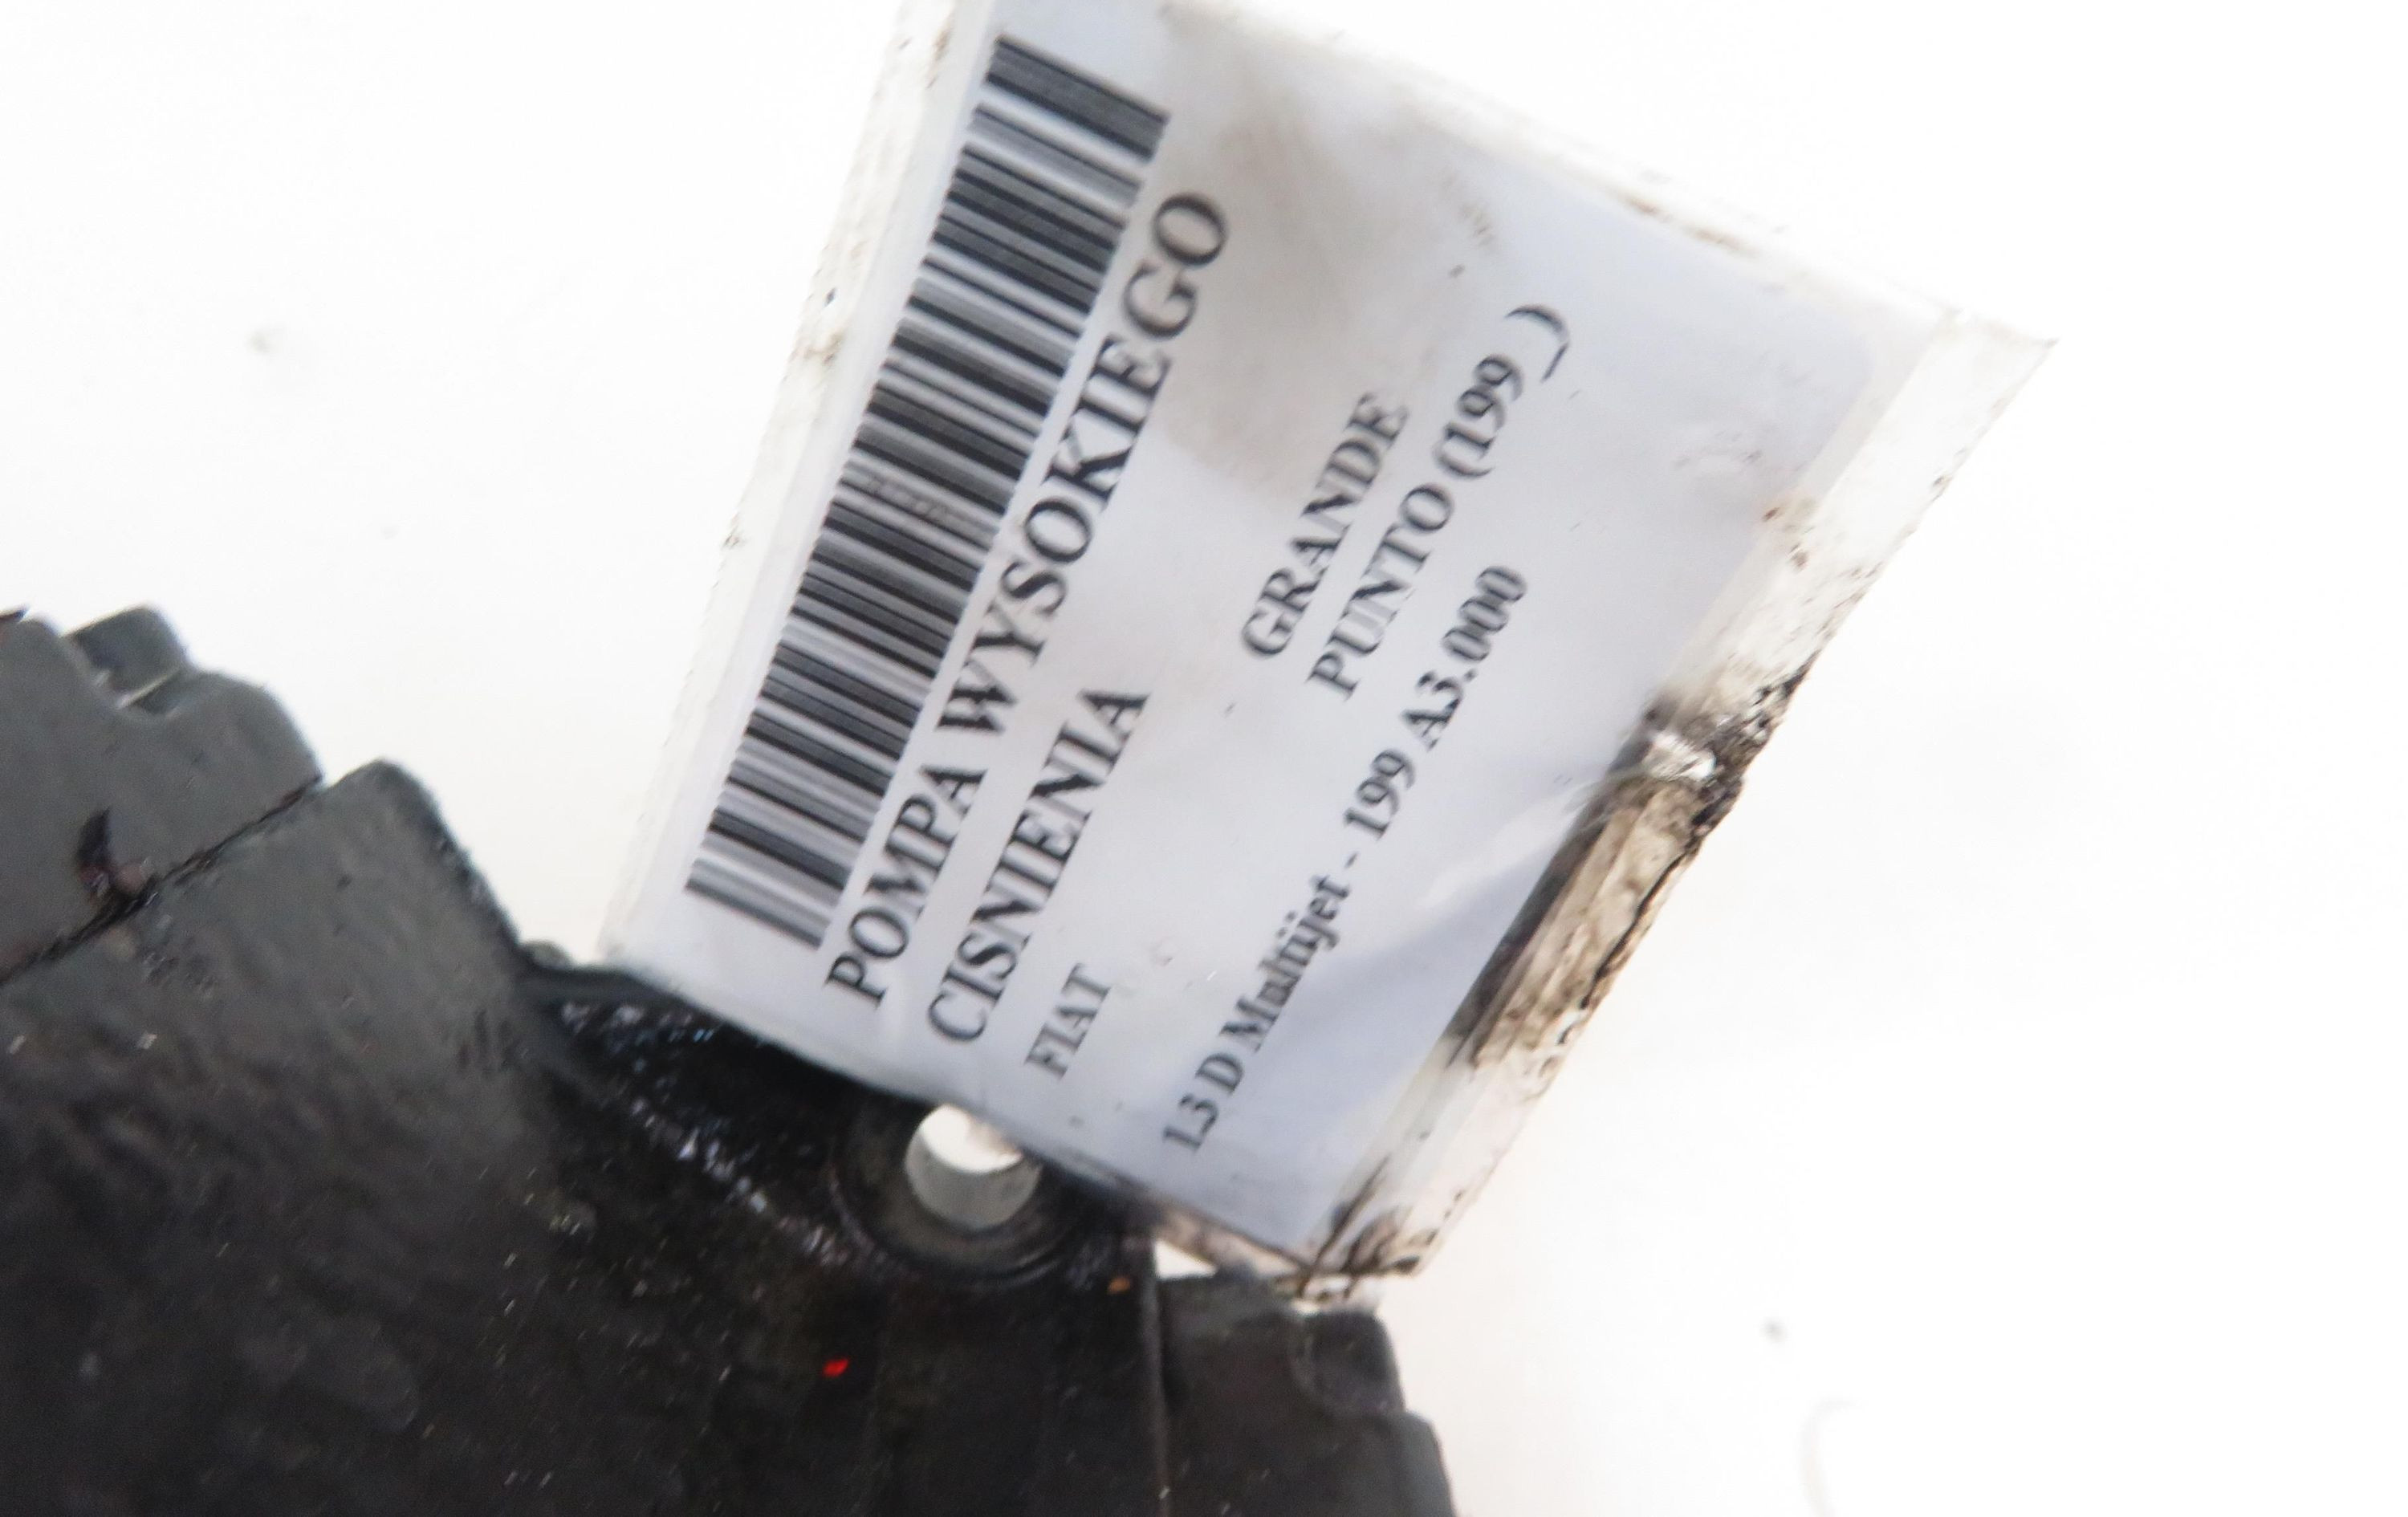 POMPA WYSOKIEGO
CISNIENIA
FIAT
GRANDE
PUNTO (199_)
1.3 D Multijet - 199 A3.000